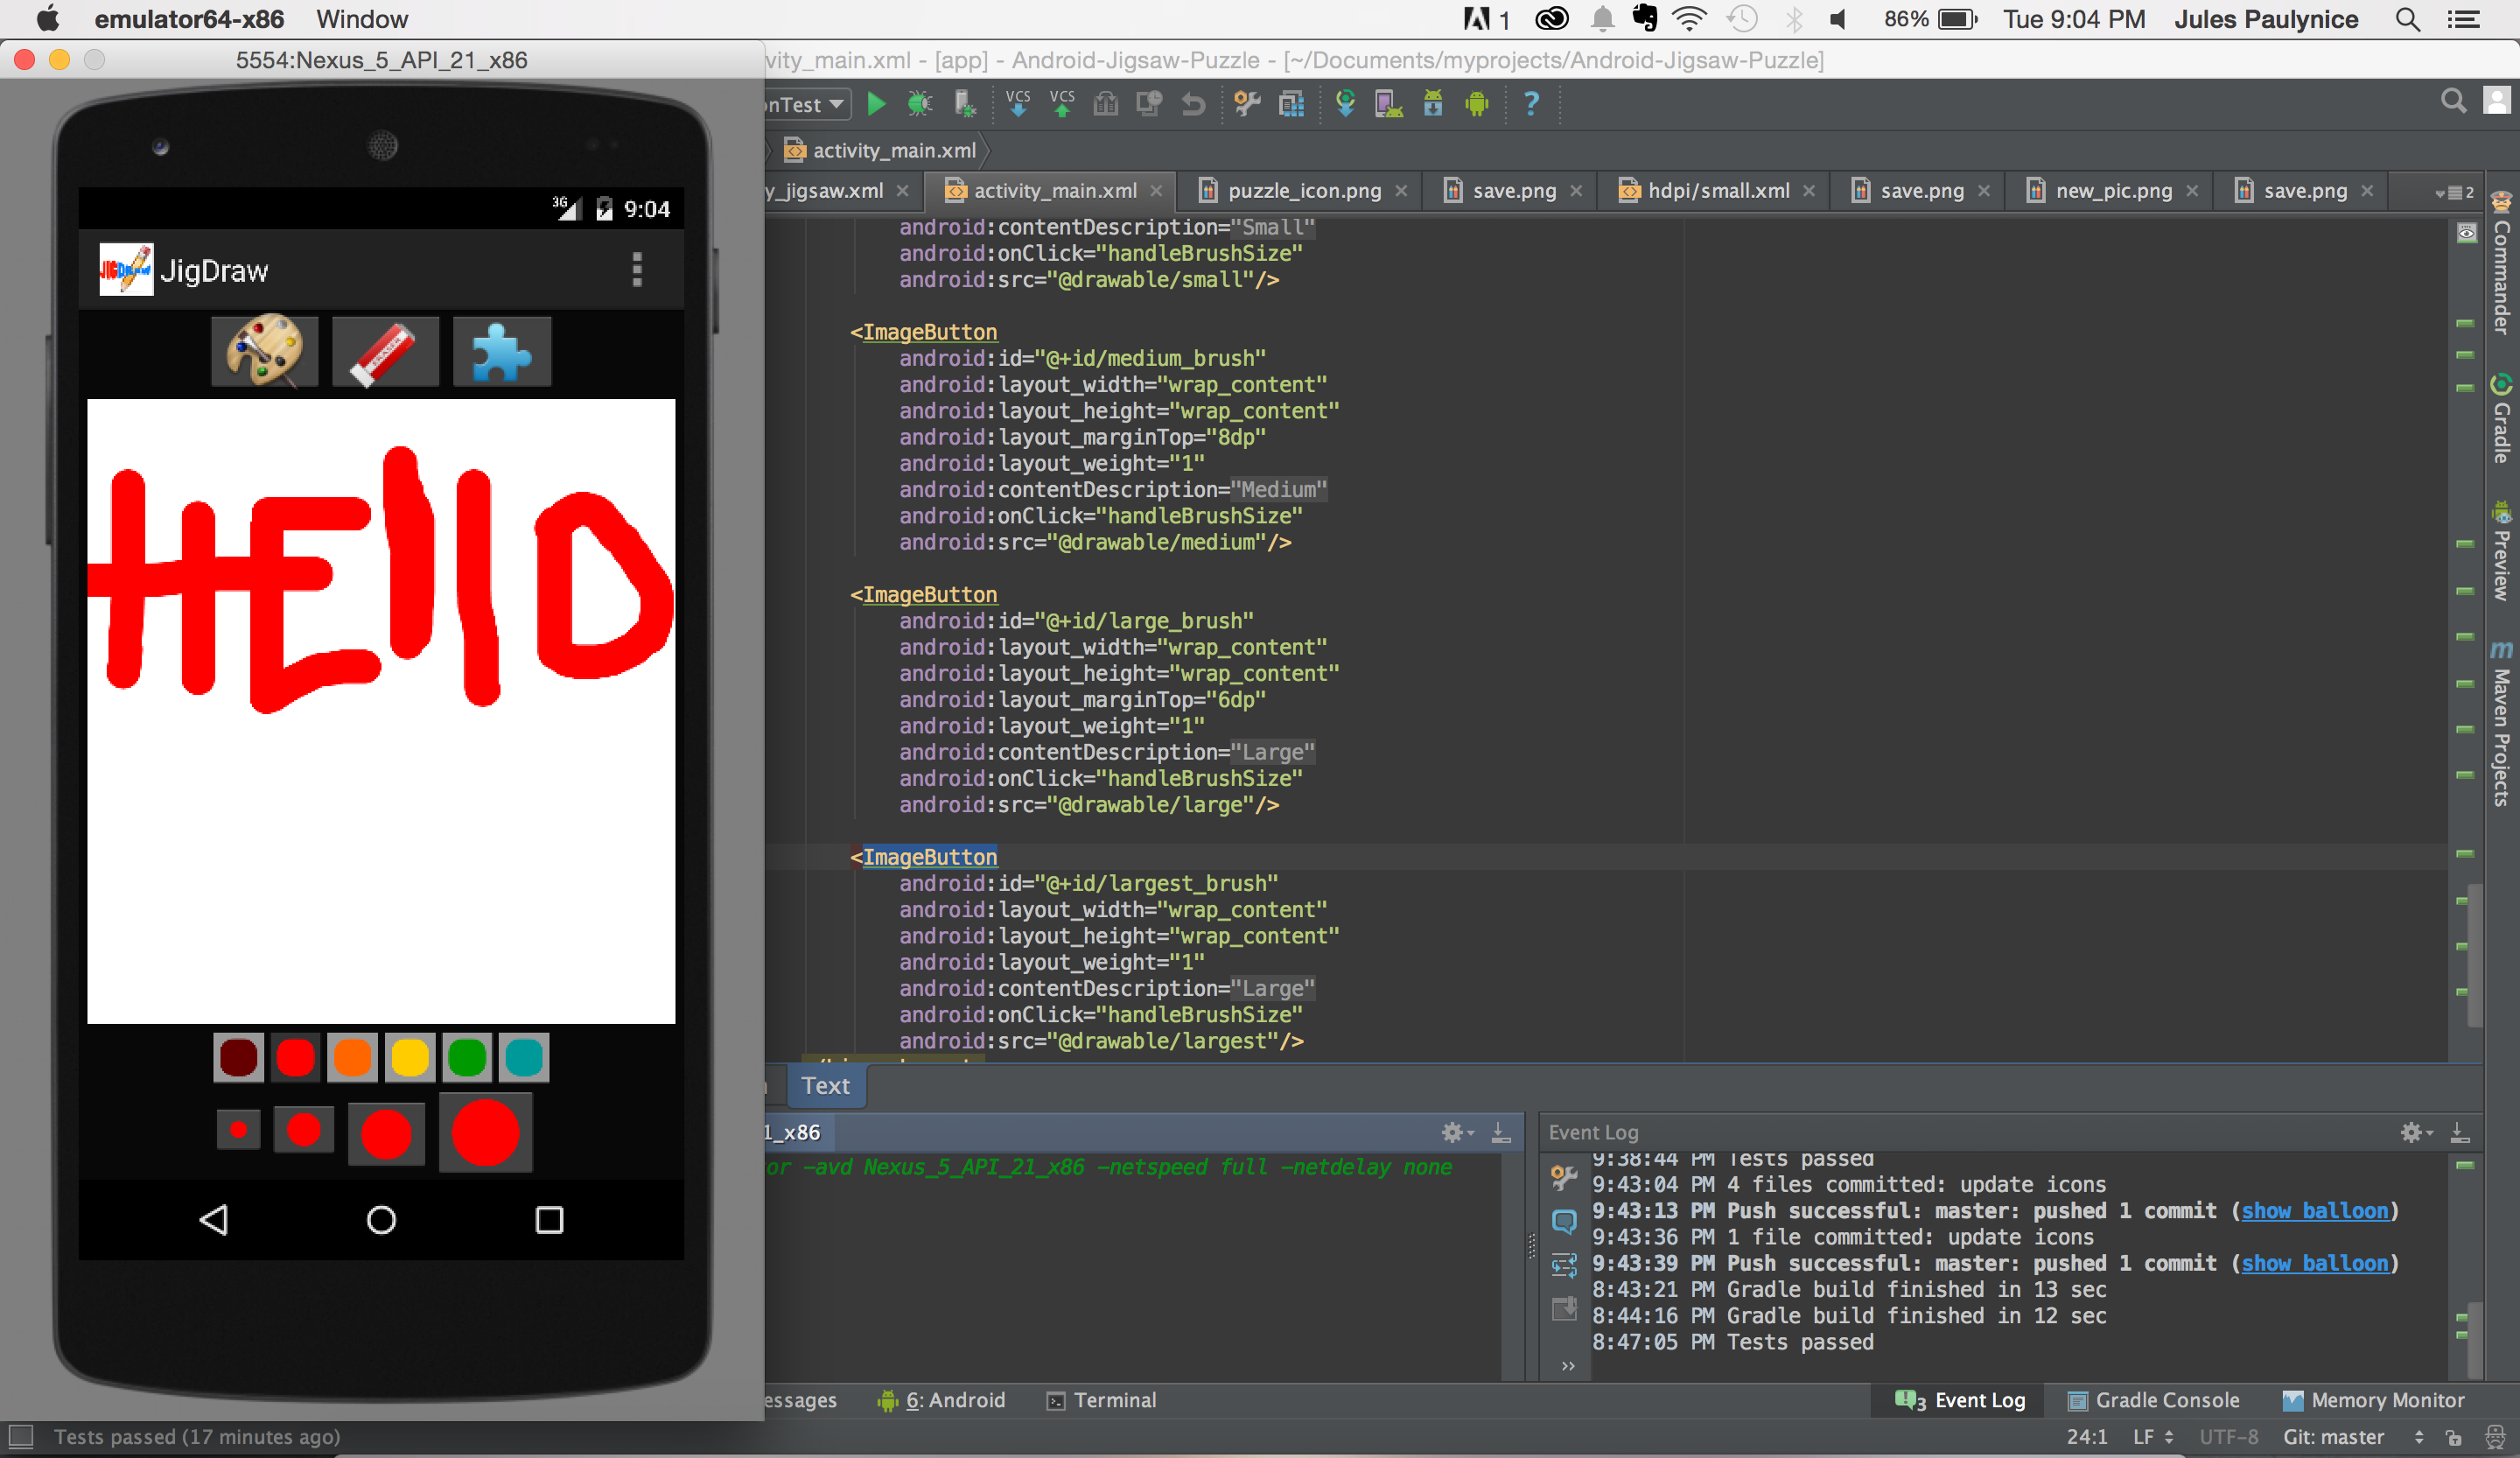 emulator64-x86 Window 1 86% Tue 9:04 PM Jules Paulynice
5554:Nexus_5_API_21_x86
vity_main.xml - [app] - Android-Jigsaw-Puzzle - [~/Documents/myprojects/Android-Jigsaw-Puzzle]
nTest VCS VCS ?
activity_main.xml
y_jigsaw.xml activity_main.xml puzzle_icon.png save.png hdpi/small.xml save.png new_pic.png save.png 2
3G 9:04
JIGDraw JigDraw
ERASER
HEllO
android:contentDescription="Small"
android:onClick="handleBrushSize"
android:src="@drawable/small"/>
<ImageButton
android:id="@+id/medium_brush"
android:layout_width="wrap_content"
android:layout_height="wrap_content"
android:layout_marginTop="8dp"
android:layout_weight="1"
android:contentDescription="Medium"
android:onClick="handleBrushSize"
android:src="@drawable/medium"/>
<ImageButton
android:id="@+id/large_brush"
android:layout_width="wrap_content"
android:layout_height="wrap_content"
android:layout_marginTop="6dp"
android:layout_weight="1"
android:contentDescription="Large"
android:onClick="handleBrushSize"
android:src="@drawable/large"/>
<ImageButton
android:id="@+id/largest_brush"
android:layout_width="wrap_content"
android:layout_height="wrap_content"
android:layout_weight="1"
android:contentDescription="Large"
android:onClick="handleBrushSize"
android:src="@drawable/largest"/>
Commander
Gradle
Preview
m Maven Projects
Text
1_x86
or -avd Nexus_5_API_21_x86 -netspeed full -netdelay none
Event Log
9:38:44 PM Tests passed
9:43:04 PM 4 files committed: update icons
9:43:13 PM Push successful: master: pushed 1 commit (show balloon)
9:43:36 PM 1 file committed: update icons
9:43:39 PM Push successful: master: pushed 1 commit (show balloon)
8:43:21 PM Gradle build finished in 13 sec
8:44:16 PM Gradle build finished in 12 sec
8:47:05 PM Tests passed
essages 6: Android Terminal 3 Event Log Gradle Console Memory Monitor
Tests passed (17 minutes ago) 24:1 LF UTF-8 Git: master